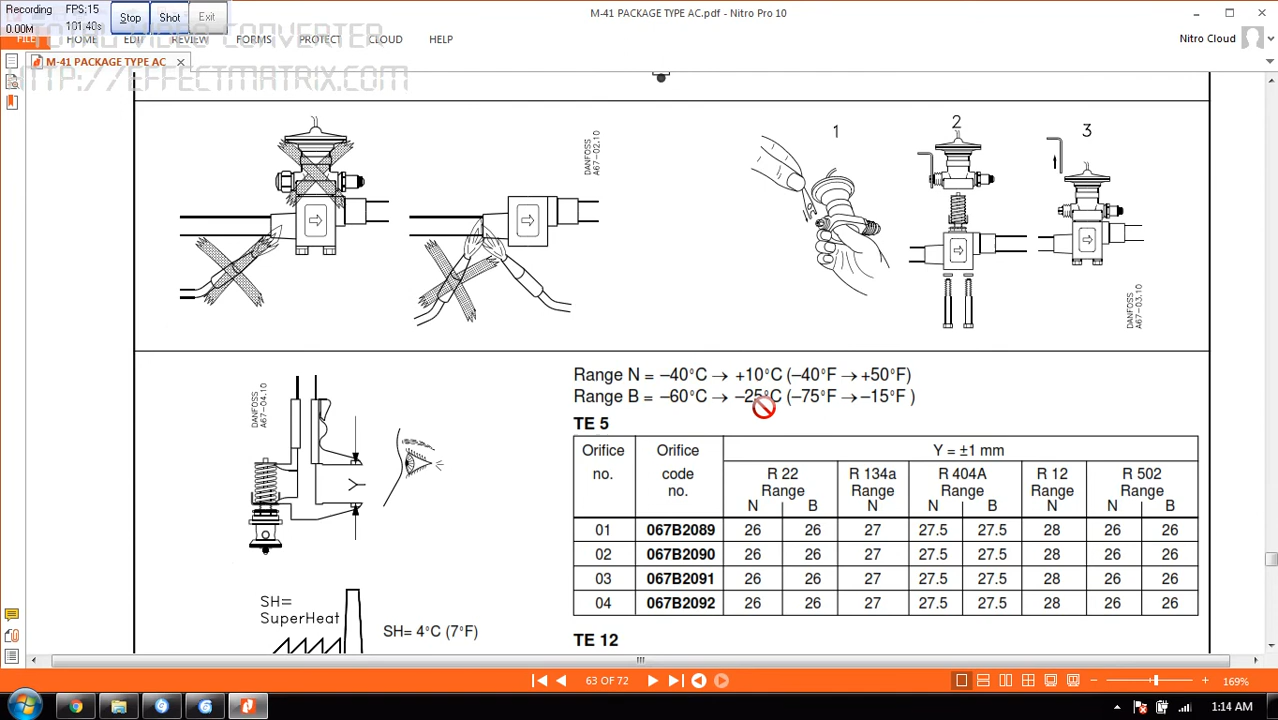 Recording
FPS:15
0.00M
101:40s
Stop
Shot
Exit
M-41 PACKAGE TYPE AC.pdf - Nitro Pro 10
TOTAL VIDEO CONVERTER
FILE HOME EDIT REVIEW FORMS PROTECT CLOUD HELP
Nitro Cloud
M-41 PACKAGE TYPE AC
HTTP://EFFECTMATRIX.COM
DANFOSS
A67-02.10
1
2
3
DANFOSS
A67-03.10
Range N = –40°C → +10°C (–40°F → +50°F)
Range B = –60°C → –25°C (–75°F → –15°F )
DANFOSS
A67-04.10
Y
TE 5
Orifice no. Orifice code no. Y = ±1 mm
R 22 Range R 134a Range R 404A Range R 12 Range R 502 Range
N B N N B N N B
01 067B2089 26 26 27 27.5 27.5 28 26 26
02 067B2090 26 26 27 27.5 27.5 28 26 26
03 067B2091 26 26 27 27.5 27.5 28 26 26
04 067B2092 26 26 27 27.5 27.5 28 26 26
SH=
SuperHeat
SH= 4°C (7°F)
TE 12
63 OF 72
169%
1:14 AM